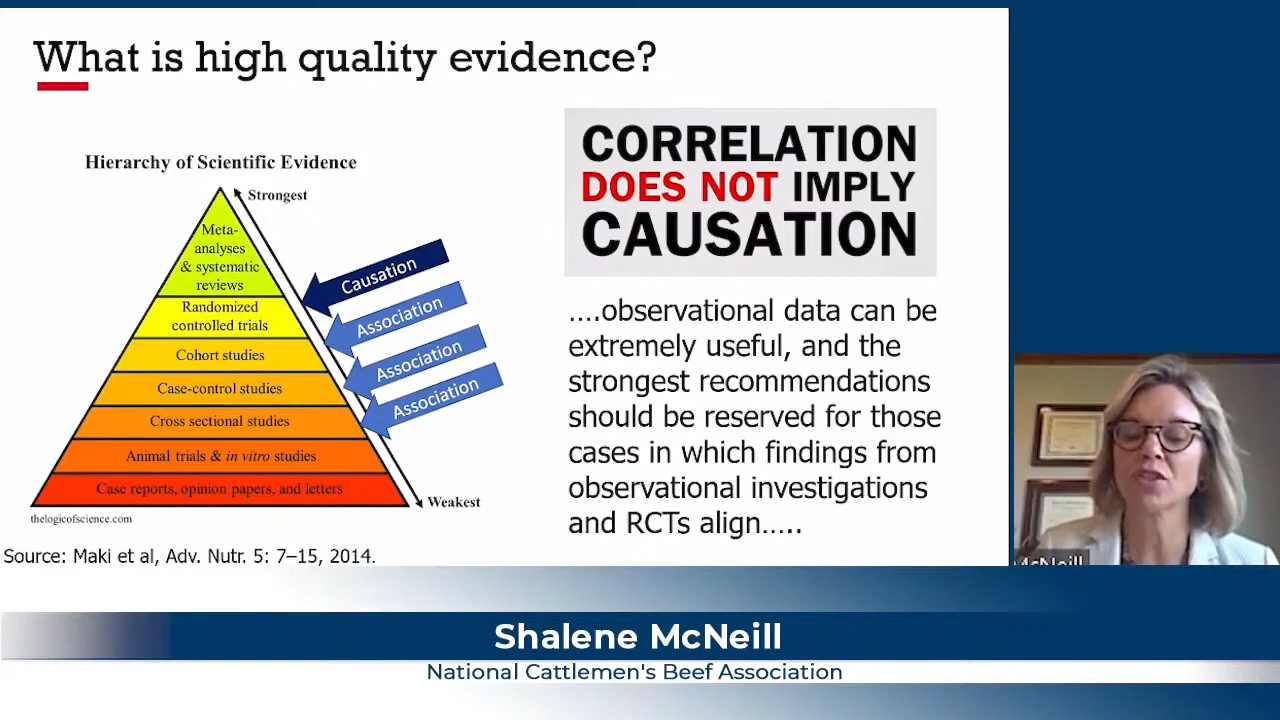 What is high quality evidence?
Hierarchy of Scientific Evidence
Strongest
Meta-
analyses
& systematic
reviews
Randomized
controlled trials
Cohort studies
Case-control studies
Cross sectional studies
Animal trials & in vitro studies
Case reports, opinion papers, and letters
Causation
Association
Association
Association
Weakest
thelogicofscience.com
Source: Maki et al, Adv. Nutr. 5: 7–15, 2014.
CORRELATION
DOES NOT IMPLY
CAUSATION
....observational data can be
extremely useful, and the
strongest recommendations
should be reserved for those
cases in which findings from
observational investigations
and RCTs align.....
McNeill
Shalene McNeill
National Cattlemen's Beef Association